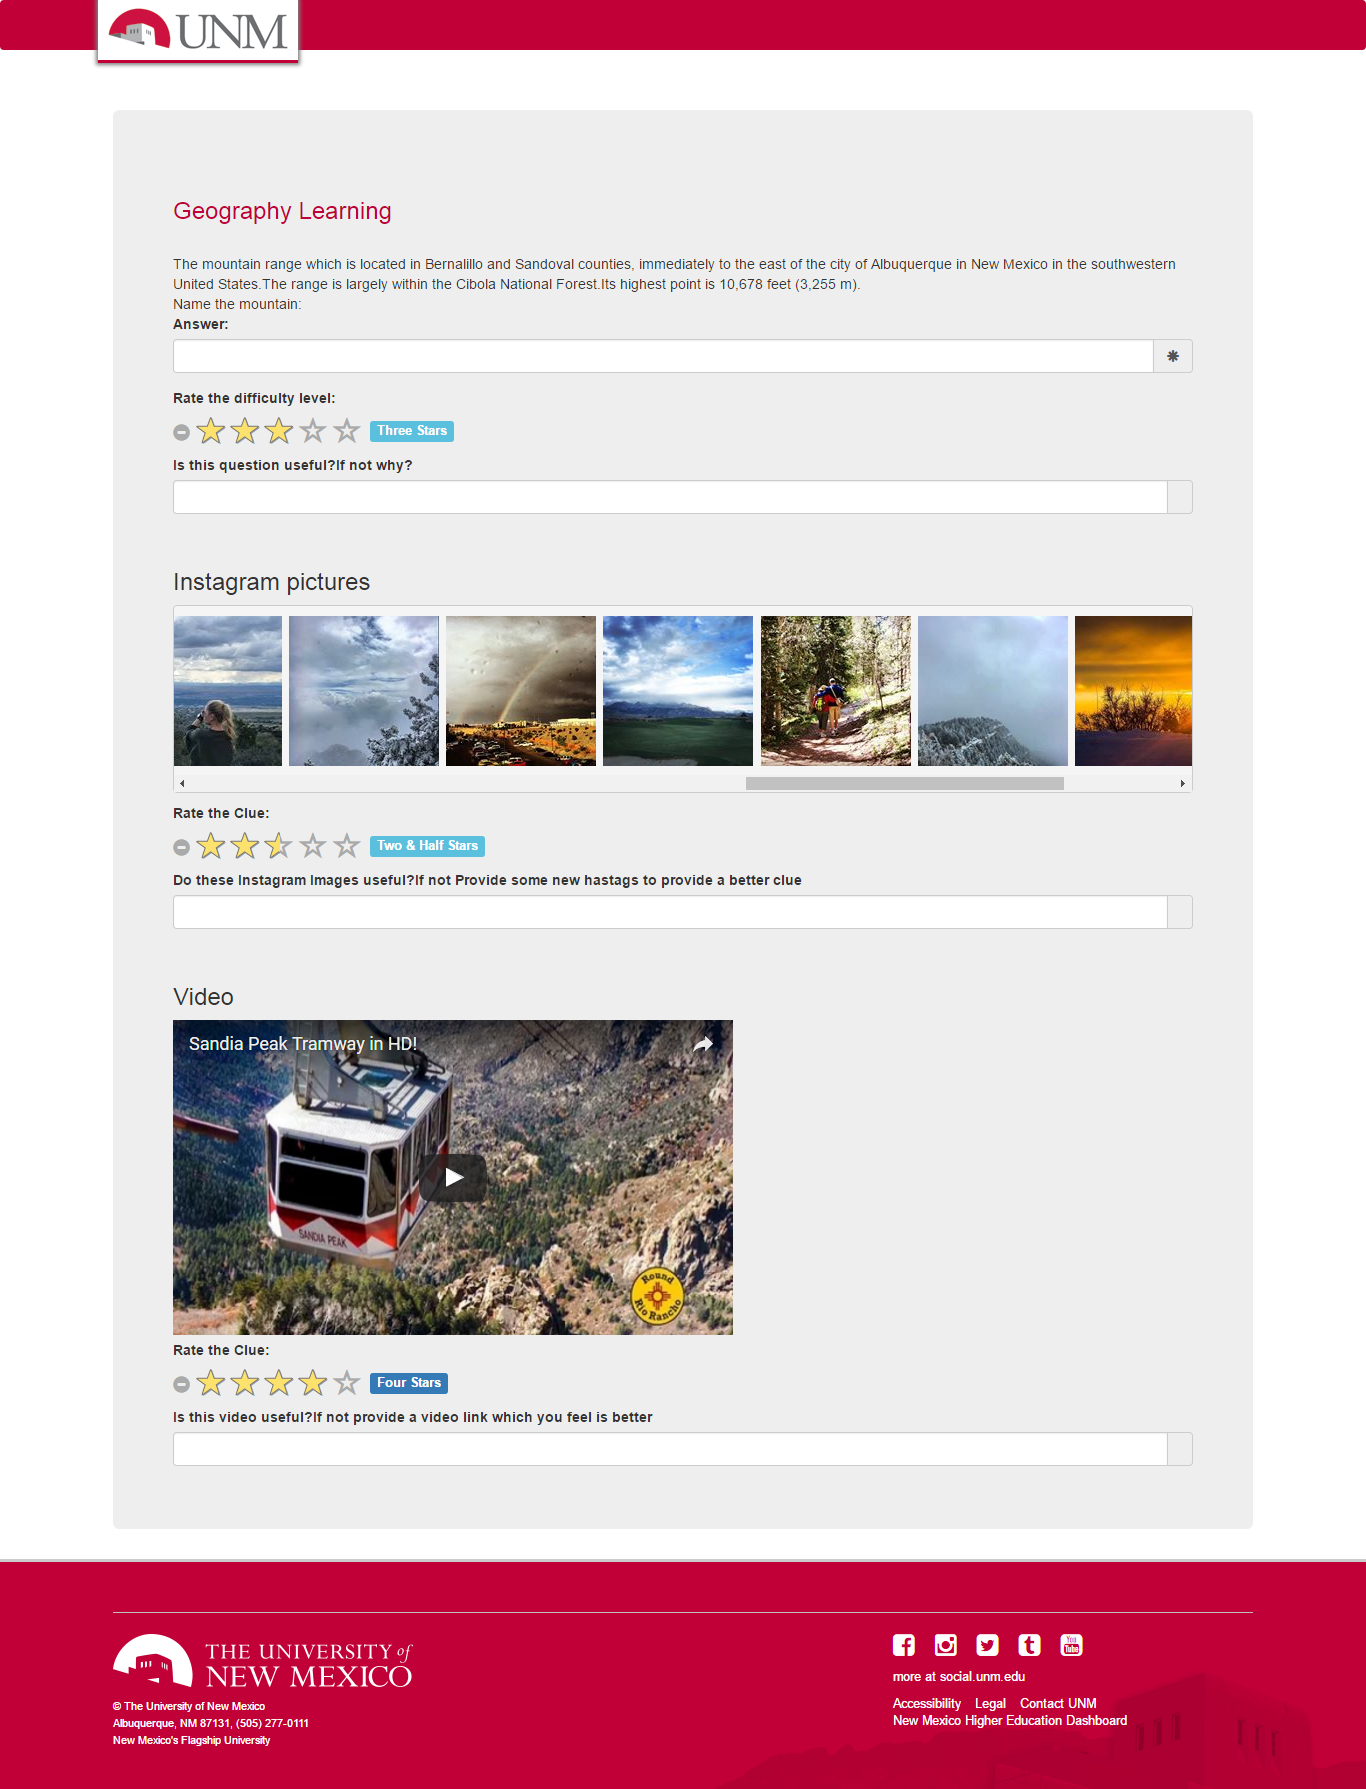 UNM
Geography Learning
The mountain range which is located in Bernalillo and Sandoval counties, immediately to the east of the city of Albuquerque in New Mexico in the southwestern
United States.The range is largely within the Cibola National Forest.Its highest point is 10,678 feet (3,255 m).
Name the mountain:
Answer:
Rate the difficulty level:
Three Stars
Is this question useful?If not why?
Instagram pictures
Rate the Clue:
Two & Half Stars
Do these Instagram Images useful?If not Provide some new hastags to provide a better clue
Video
Sandia Peak Tramway in HD!
SANDIA PEAK
Round
Rio Rancho
Rate the Clue:
Four Stars
Is this video useful?If not provide a video link which you feel is better
THE UNIVERSITY of
NEW MEXICO
© The University of New Mexico
Albuquerque, NM 87131, (505) 277-0111
New Mexico's Flagship University
You
Tube
more at social.unm.edu
Accessibility Legal Contact UNM
New Mexico Higher Education Dashboard